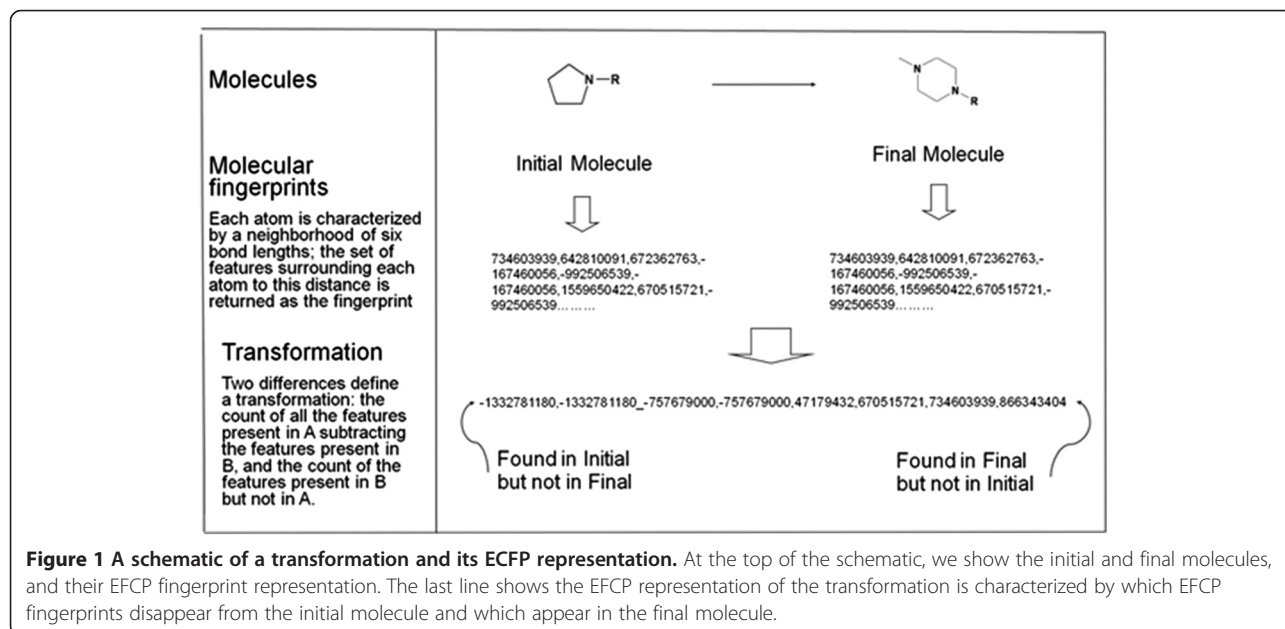 Molecules
N
R
N
N
R
Molecular
fingerprints
Each atom is characterized
by a neighborhood of six
bond lengths; the set of
features surrounding each
atom to this distance is
returned as the fingerprint
Initial Molecule
Final Molecule
734603939,642810091,672362763,-
167460056,-992506539,-
167460056,1559650422,670515721,-
992506539………
734603939,642810091,672362763,-
167460056,-992506539,-
167460056,1559650422,670515721,-
992506539………
Transformation
Two differences define
a transformation: the
count of all the features
present in A subtracting
the features present in
B, and the count of the
features present in B
but not in A.
-1332781180,-1332781180_-757679000,-757679000,47179432,670515721,734603939,866343404
Found in Initial
but not in Final
Found in Final
but not in Initial
Figure 1 A schematic of a transformation and its ECFP representation. At the top of the schematic, we show the initial and final molecules,
and their EFCP fingerprint representation. The last line shows the EFCP representation of the transformation is characterized by which EFCP
fingerprints disappear from the initial molecule and which appear in the final molecule.